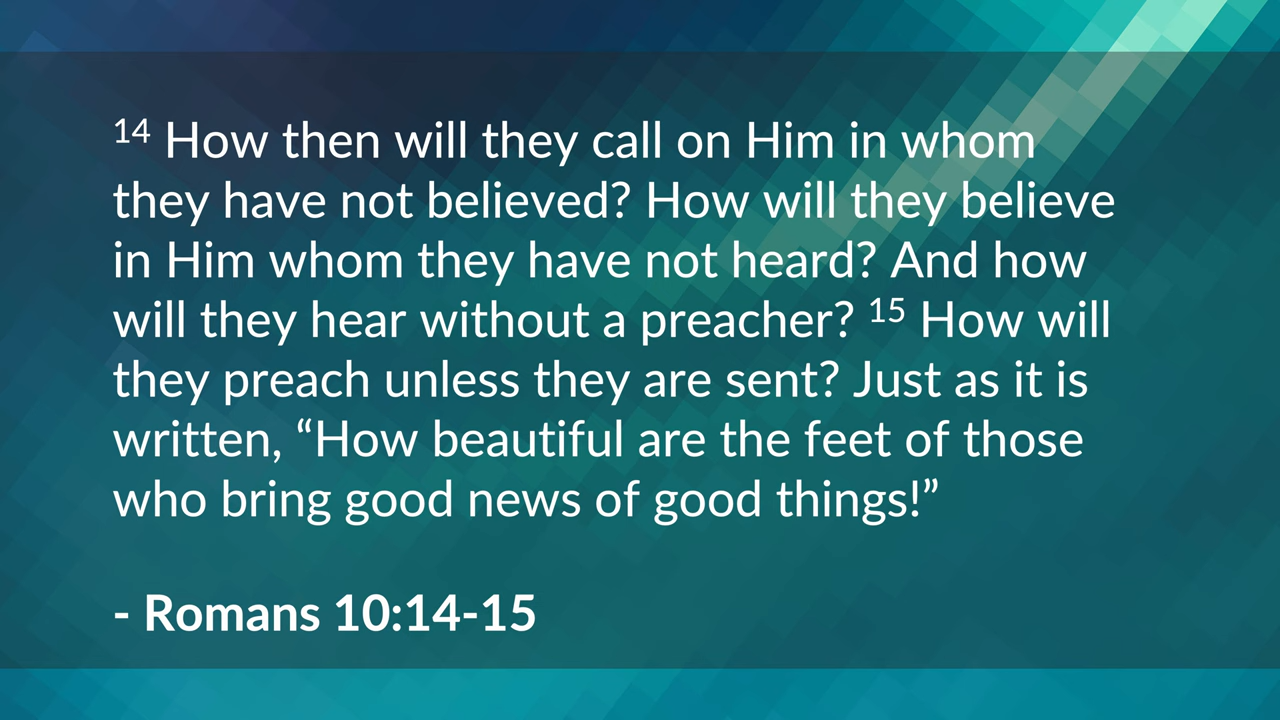 14 How then will they call on Him in whom
they have not believed? How will they believe
in Him whom they have not heard? And how
will they hear without a preacher? 15 How will
they preach unless they are sent? Just as it is
written, “How beautiful are the feet of those
who bring good news of good things!”
- Romans 10:14-15